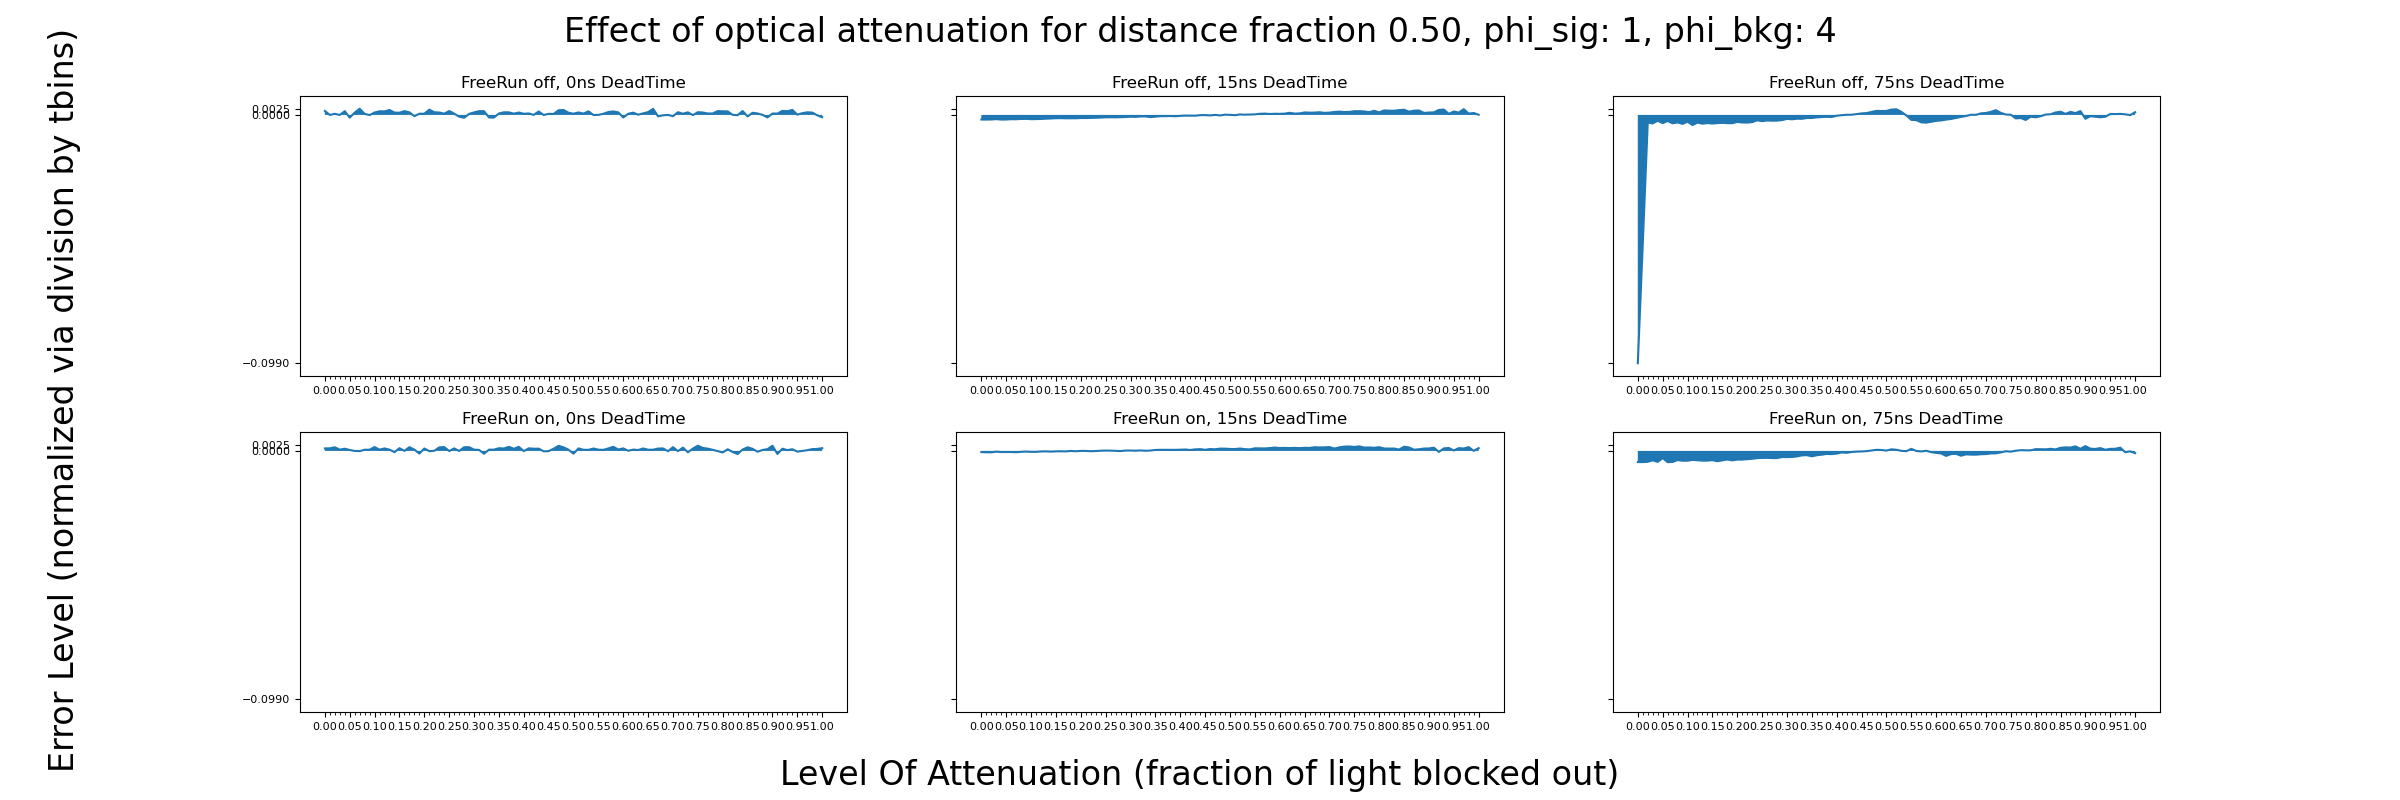 Effect of optical attenuation for distance fraction 0.50, phi_sig: 1, phi_bkg: 4
Error Level (normalized via division by tbins)
FreeRun off, 0ns DeadTime
FreeRun off, 15ns DeadTime
FreeRun off, 75ns DeadTime
0.0025
−0.0990
0.00 0.05 0.10 0.15 0.20 0.25 0.30 0.35 0.40 0.45 0.50 0.55 0.60 0.65 0.70 0.75 0.80 0.85 0.90 0.95 1.00
0.00 0.05 0.10 0.15 0.20 0.25 0.30 0.35 0.40 0.45 0.50 0.55 0.60 0.65 0.70 0.75 0.80 0.85 0.90 0.95 1.00
0.00 0.05 0.10 0.15 0.20 0.25 0.30 0.35 0.40 0.45 0.50 0.55 0.60 0.65 0.70 0.75 0.80 0.85 0.90 0.95 1.00
FreeRun on, 0ns DeadTime
FreeRun on, 15ns DeadTime
FreeRun on, 75ns DeadTime
0.0025
−0.0990
0.00 0.05 0.10 0.15 0.20 0.25 0.30 0.35 0.40 0.45 0.50 0.55 0.60 0.65 0.70 0.75 0.80 0.85 0.90 0.95 1.00
0.00 0.05 0.10 0.15 0.20 0.25 0.30 0.35 0.40 0.45 0.50 0.55 0.60 0.65 0.70 0.75 0.80 0.85 0.90 0.95 1.00
0.00 0.05 0.10 0.15 0.20 0.25 0.30 0.35 0.40 0.45 0.50 0.55 0.60 0.65 0.70 0.75 0.80 0.85 0.90 0.95 1.00
Level Of Attenuation (fraction of light blocked out)